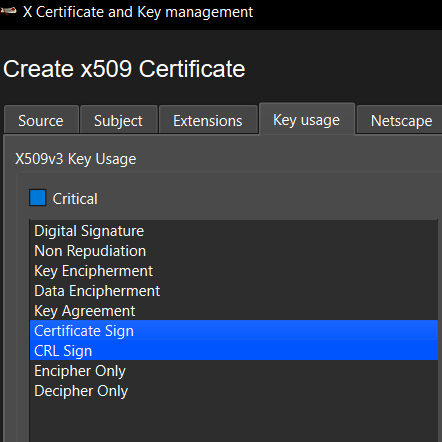 X Certificate and Key management
Create x509 Certificate
Source Subject Extensions Key usage Netscape
X509v3 Key Usage
Critical
Digital Signature
Non Repudiation
Key Encipherment
Data Encipherment
Key Agreement
Certificate Sign
CRL Sign
Encipher Only
Decipher Only